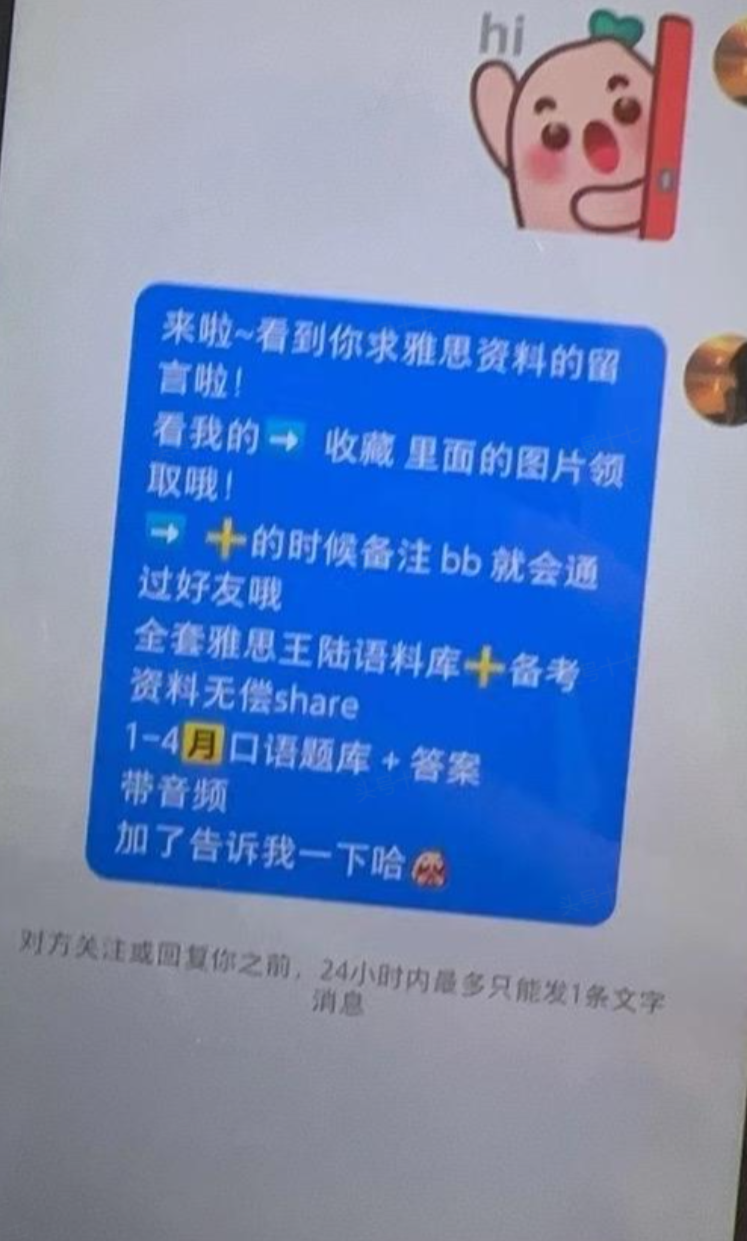 hi
来啦~看到你求雅思资料的留
言啦！
看我的➡ 收藏 里面的图片领
取哦！
➡ ➕的时候备注 bb 就会通
过好友哦
全套雅思王陆语料库➕备考
资料无偿share
1-4月口语题库 + 答案
带音频
加了告诉我一下哈
对方关注或回复你之前，24小时内最多只能发1条文字
消息